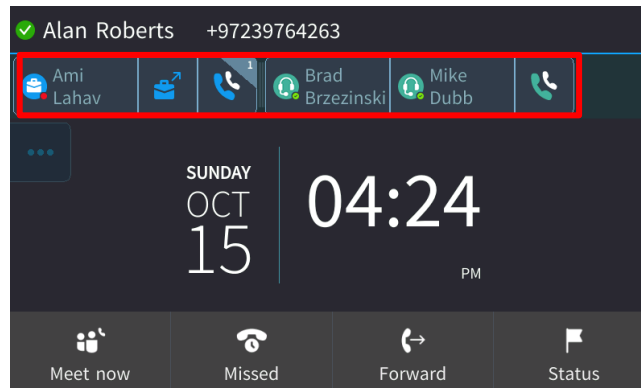 Alan Roberts +97239764263
Ami
Lahav
1
Brad
Brzezinski
Mike
Dubb
SUNDAY
OCT
15
04:24
PM
Meet now Missed Forward Status